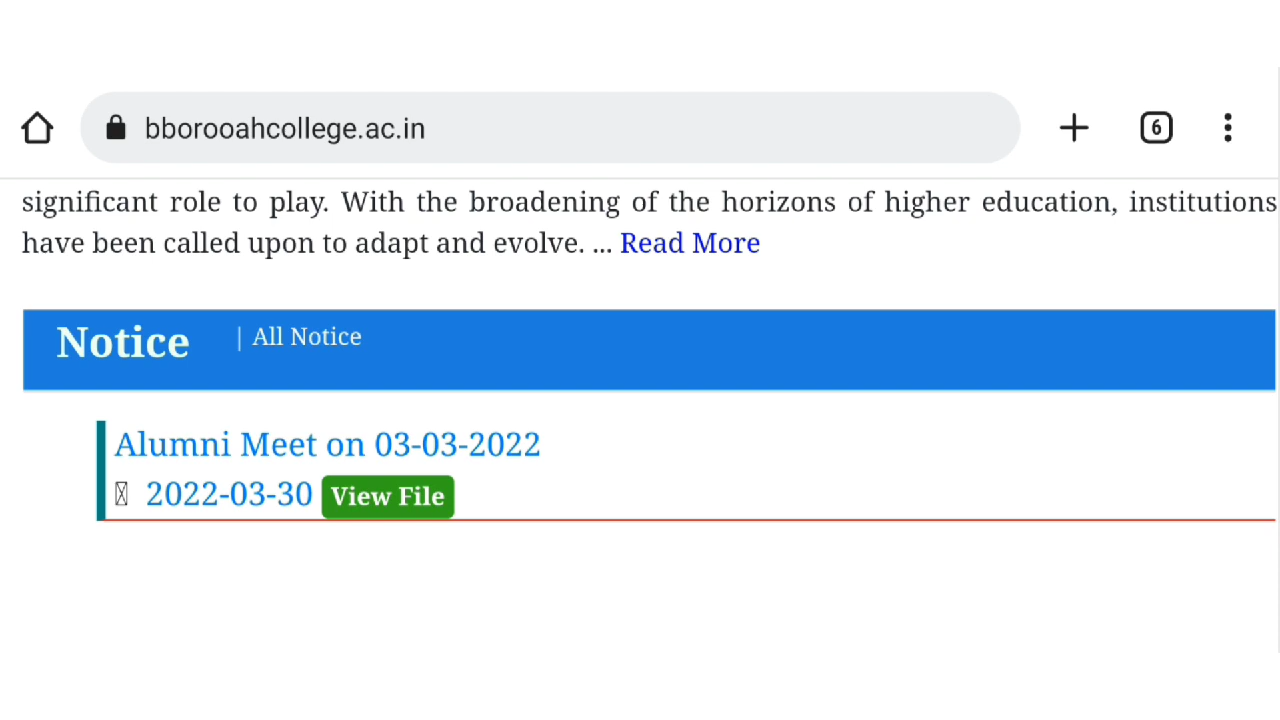 bborooahcollege.ac.in
6
significant role to play. With the broadening of the horizons of higher education, institutions
have been called upon to adapt and evolve. ... Read More
Notice | All Notice
Alumni Meet on 03-03-2022
2022-03-30 View File